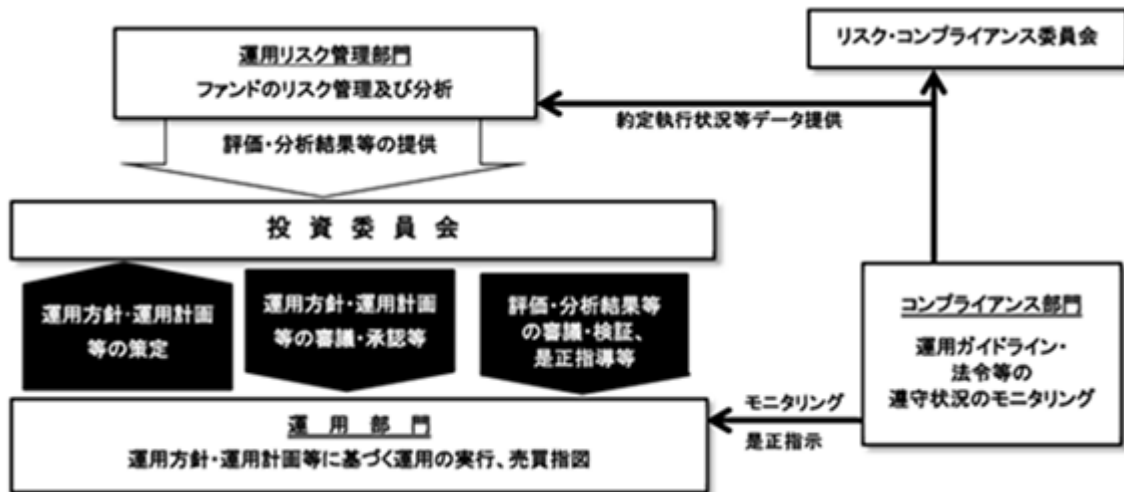 運用リスク管理部門
ファンドのリスク管理及び分析
リスク・コンプライアンス委員会
約定執行状況等データ提供
評価・分析結果等の提供
投資委員会
運用方針・運用計画
等の策定
運用方針・運用計画
等の審議・承認等
評価・分析結果等
の審議・検証、
是正指導等
コンプライアンス部門
運用ガイドライン・
法令等の
遵守状況のモニタリング
モニタリング
是正指示
運用部門
運用方針・運用計画等に基づく運用の実行、売買指図